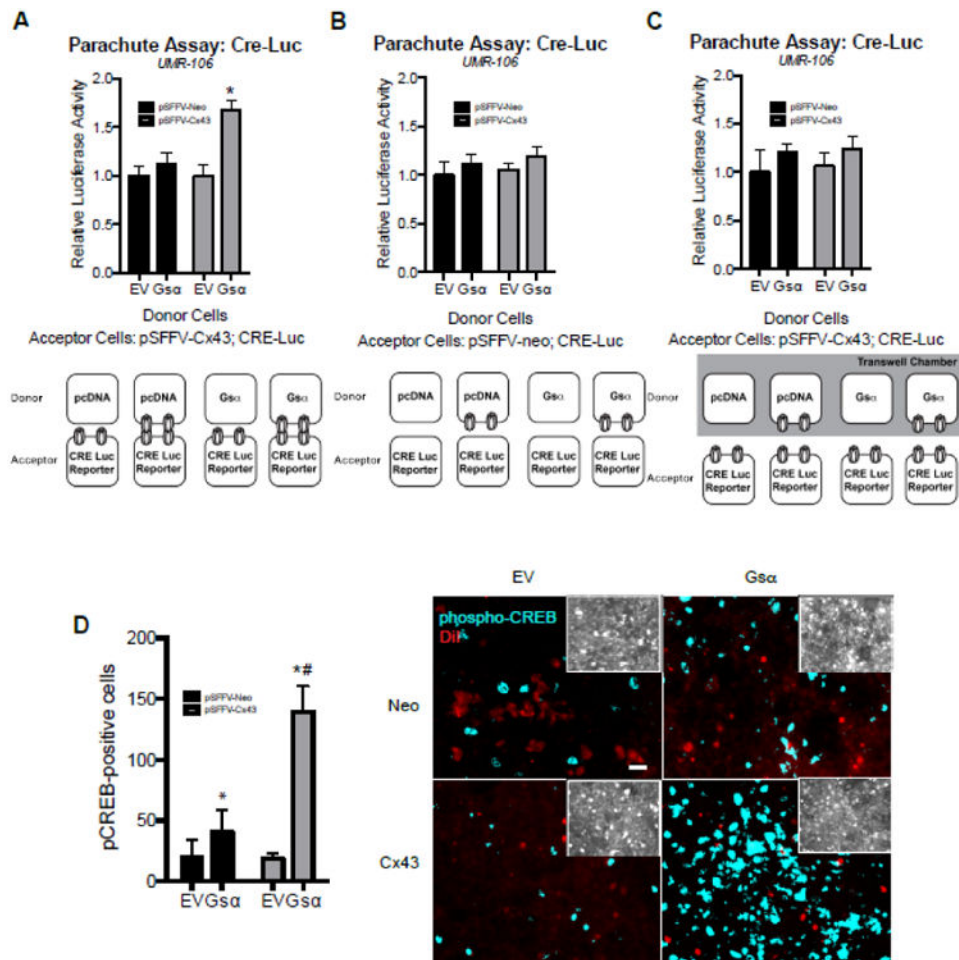 A
Parachute Assay: Cre-Luc
UMR-106
Relative Luciferase Activity
2.0
1.5
1.0
0.5
0.0
pSFFV-Neo
pSFFV-Cx43
*
EV Gsα EV Gsα
Donor Cells
Acceptor Cells: pSFFV-Cx43; CRE-Luc
Donor
pcDNA pcDNA Gsα Gsα
Acceptor
CRE Luc CRE Luc CRE Luc CRE Luc
Reporter Reporter Reporter Reporter
B
Parachute Assay: Cre-Luc
UMR-106
Relative Luciferase Activity
2.0
1.5
1.0
0.5
0.0
pSFFV-Neo
pSFFV-Cx43
EV Gsα EV Gsα
Donor Cells
Acceptor Cells: pSFFV-neo; CRE-Luc
Donor
pcDNA pcDNA Gsα Gsα
Acceptor
CRE Luc CRE Luc CRE Luc CRE Luc
Reporter Reporter Reporter Reporter
C
Parachute Assay: Cre-Luc
UMR-106
Relative Luciferase Activity
2.0
1.5
1.0
0.5
0.0
pSFFV-Neo
pSFFV-Cx43
EV Gsα EV Gsα
Donor Cells
Acceptor Cells: pSFFV-Cx43; CRE-Luc
Transwell Chamber
Donor
pcDNA pcDNA Gsα Gsα
Acceptor
CRE Luc CRE Luc CRE Luc CRE Luc
Reporter Reporter Reporter Reporter
D
pCREB-positive cells
200
150
100
50
0
pSFFV-Neo
pSFFV-Cx43
*
*#
EV Gsα EV Gsα
EV Gsα
phospho-CREB
DiI
Neo
Cx43